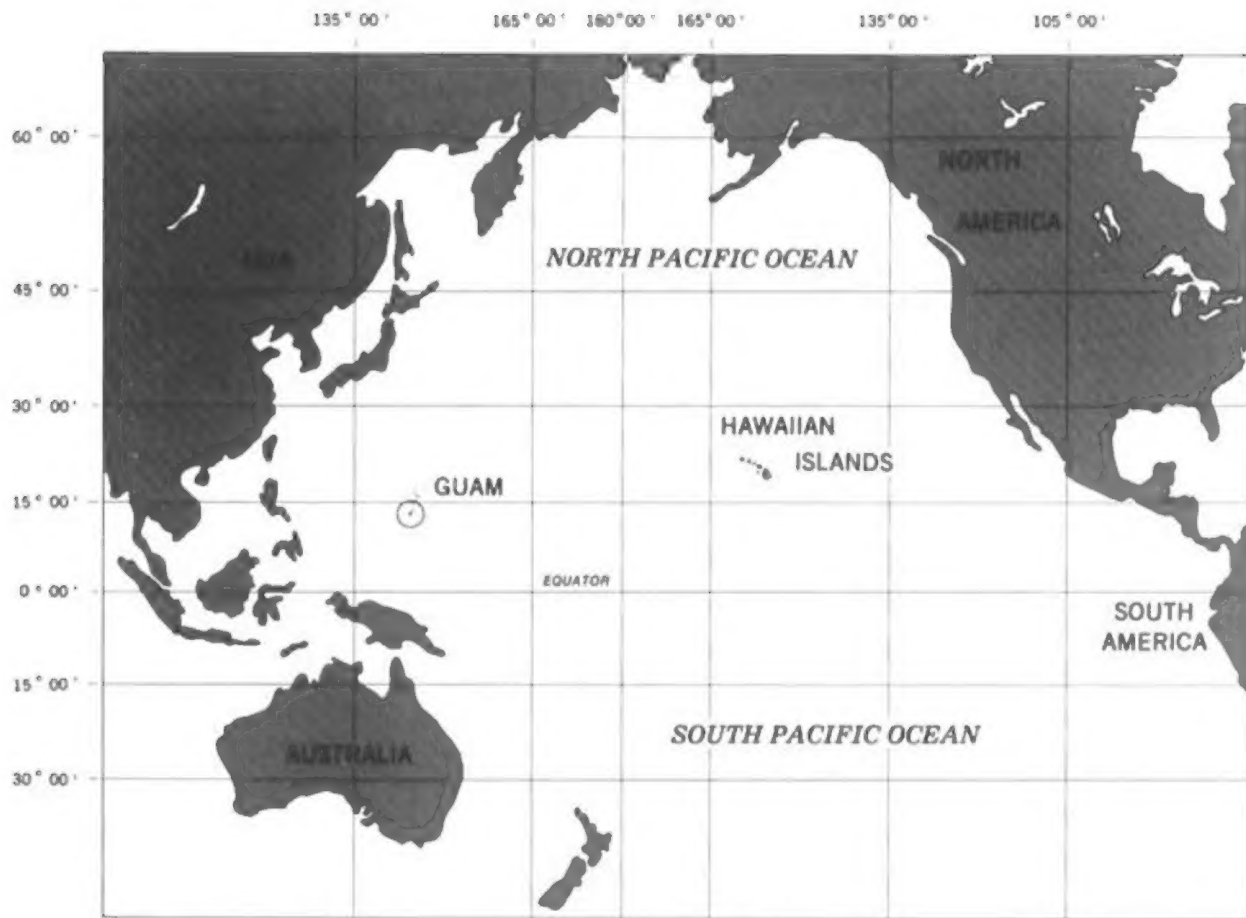 135° 00' 165° 00' 180° 00' 165° 00' 135° 00' 105° 00'
60° 00'
NORTH
AMERICA
ASIA
NORTH PACIFIC OCEAN
45° 00'
30° 00'
HAWAIIAN
ISLANDS
GUAM
15° 00'
EQUATOR
0° 00'
SOUTH
AMERICA
15° 00'
SOUTH PACIFIC OCEAN
AUSTRALIA
30° 00'